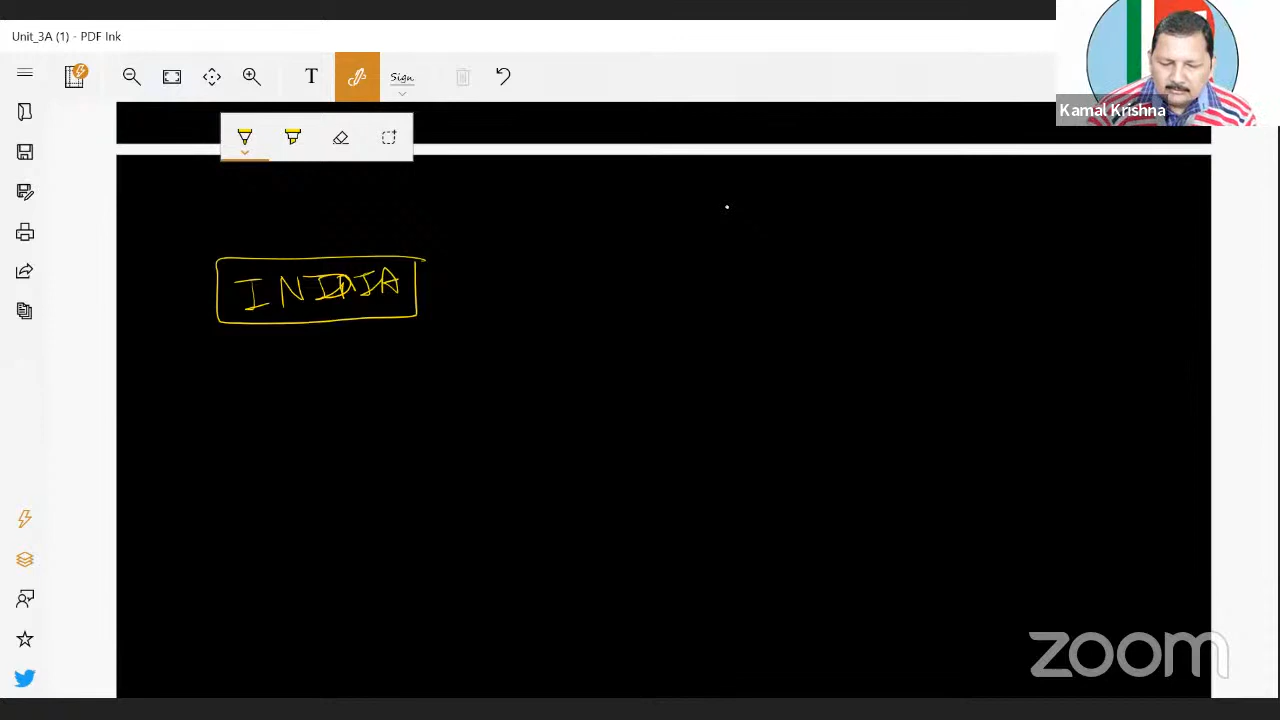 Unit_3A (1) - PDF Ink
T
Sign
Kamal Krishna
INDIA
zoom